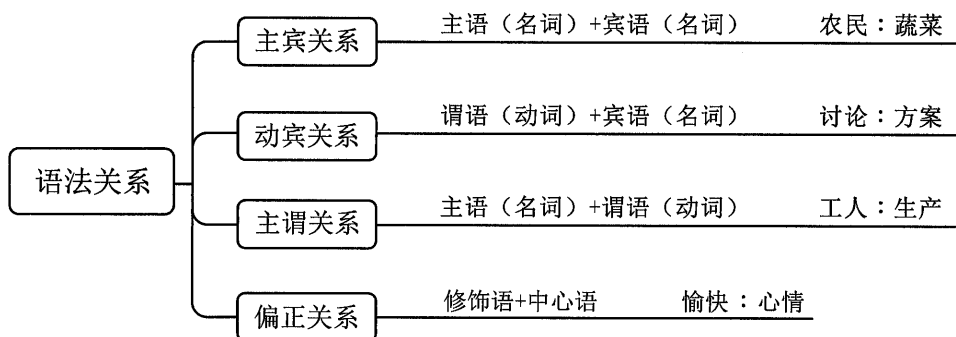 主宾关系 主语（名词）+宾语（名词） 农民：蔬菜
动宾关系 谓语（动词）+宾语（名词） 讨论：方案
语法关系
主谓关系 主语（名词）+谓语（动词） 工人：生产
偏正关系 修饰语+中心语 愉快：心情